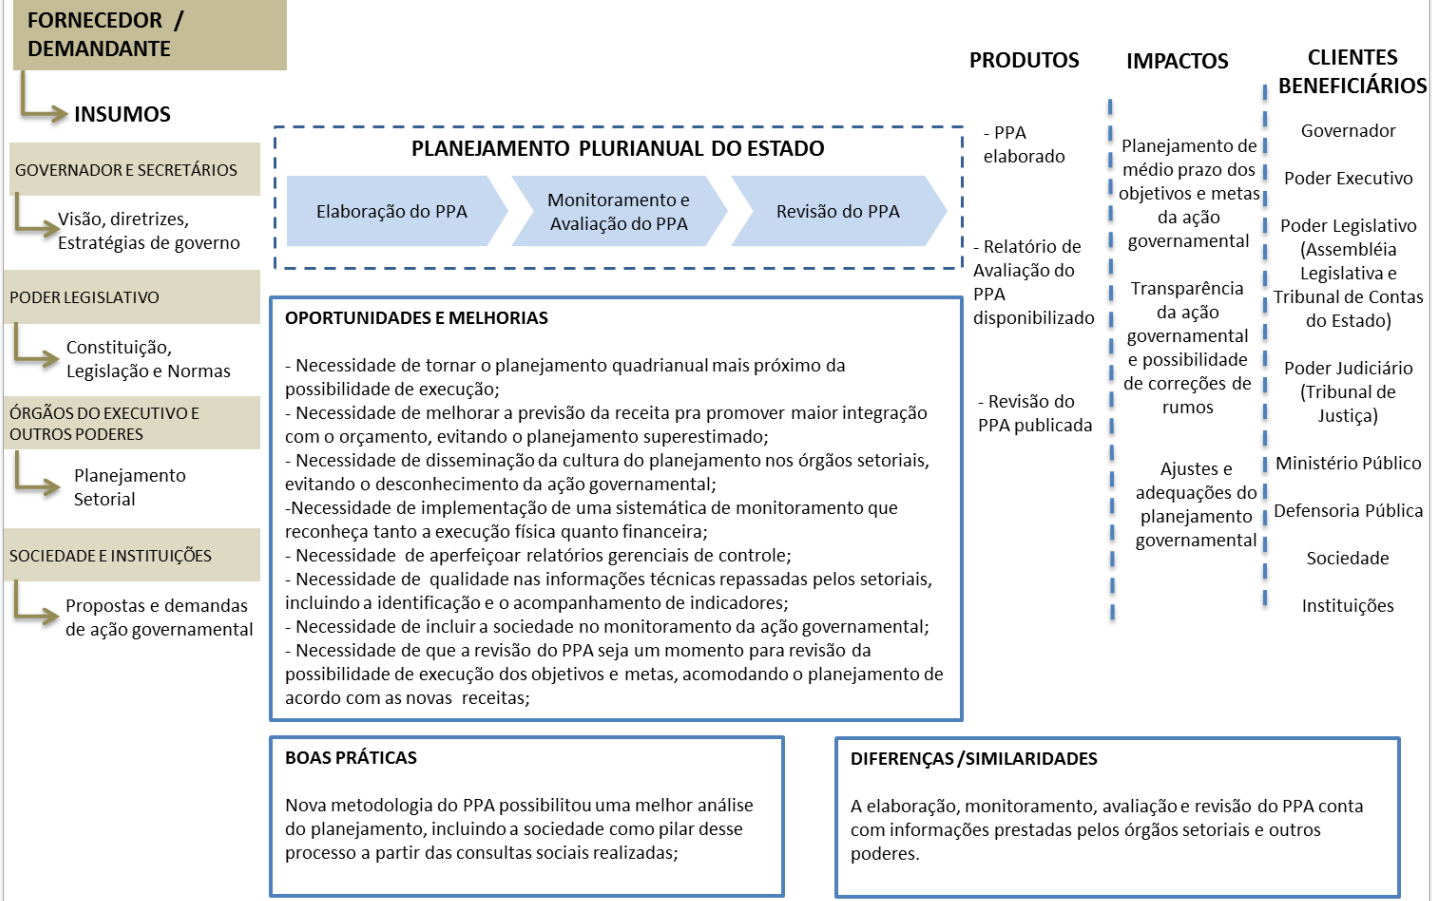 FORNECEDOR /
DEMANDANTE
INSUMOS
GOVERNADOR E SECRETÁRIOS
Visão, diretrizes,
Estratégias de governo
PODER LEGISLATIVO
Constituição,
Legislação e Normas
ÓRGÃOS DO EXECUTIVO E
OUTROS PODERES
Planejamento
Setorial
SOCIEDADE E INSTITUIÇÕES
Propostas e demandas
de ação governamental
PLANEJAMENTO PLURIANUAL DO ESTADO
Elaboração do PPA
Monitoramento e
Avaliação do PPA
Revisão do PPA
OPORTUNIDADES E MELHORIAS
- Necessidade de tornar o planejamento quadrianual mais próximo da
possibilidade de execução;
- Necessidade de melhorar a previsão da receita pra promover maior integração
com o orçamento, evitando o planejamento superestimado;
- Necessidade de disseminação da cultura do planejamento nos órgãos setoriais,
evitando o desconhecimento da ação governamental;
-Necessidade de implementação de uma sistemática de monitoramento que
reconheça tanto a execução física quanto financeira;
- Necessidade de aperfeiçoar relatórios gerenciais de controle;
- Necessidade de qualidade nas informações técnicas repassadas pelos setoriais,
incluindo a identificação e o acompanhamento de indicadores;
- Necessidade de incluir a sociedade no monitoramento da ação governamental;
- Necessidade de que a revisão do PPA seja um momento para revisão da
possibilidade de execução dos objetivos e metas, acomodando o planejamento de
acordo com as novas receitas;
PRODUTOS
- PPA
elaborado
- Relatório de
Avaliação do
PPA
disponibilizado
- Revisão do
PPA publicada
IMPACTOS
Planejamento de
médio prazo dos
objetivos e metas
da ação
governamental
Transparência
da ação
governamental
e possibilidade
de correções de
rumos
Ajustes e
adequações do
planejamento
governamental
CLIENTES
BENEFICIÁRIOS
Governador
Poder Executivo
Poder Legislativo
(Assembléia
Legislativa e
Tribunal de Contas
do Estado)
Poder Judiciário
(Tribunal de
Justiça)
Ministério Público
Defensoria Pública
Sociedade
Instituições
BOAS PRÁTICAS
Nova metodologia do PPA possibilitou uma melhor análise
do planejamento, incluindo a sociedade como pilar desse
processo a partir das consultas sociais realizadas;
DIFERENÇAS /SIMILARIDADES
A elaboração, monitoramento, avaliação e revisão do PPA conta
com informações prestadas pelos órgãos setoriais e outros
poderes.